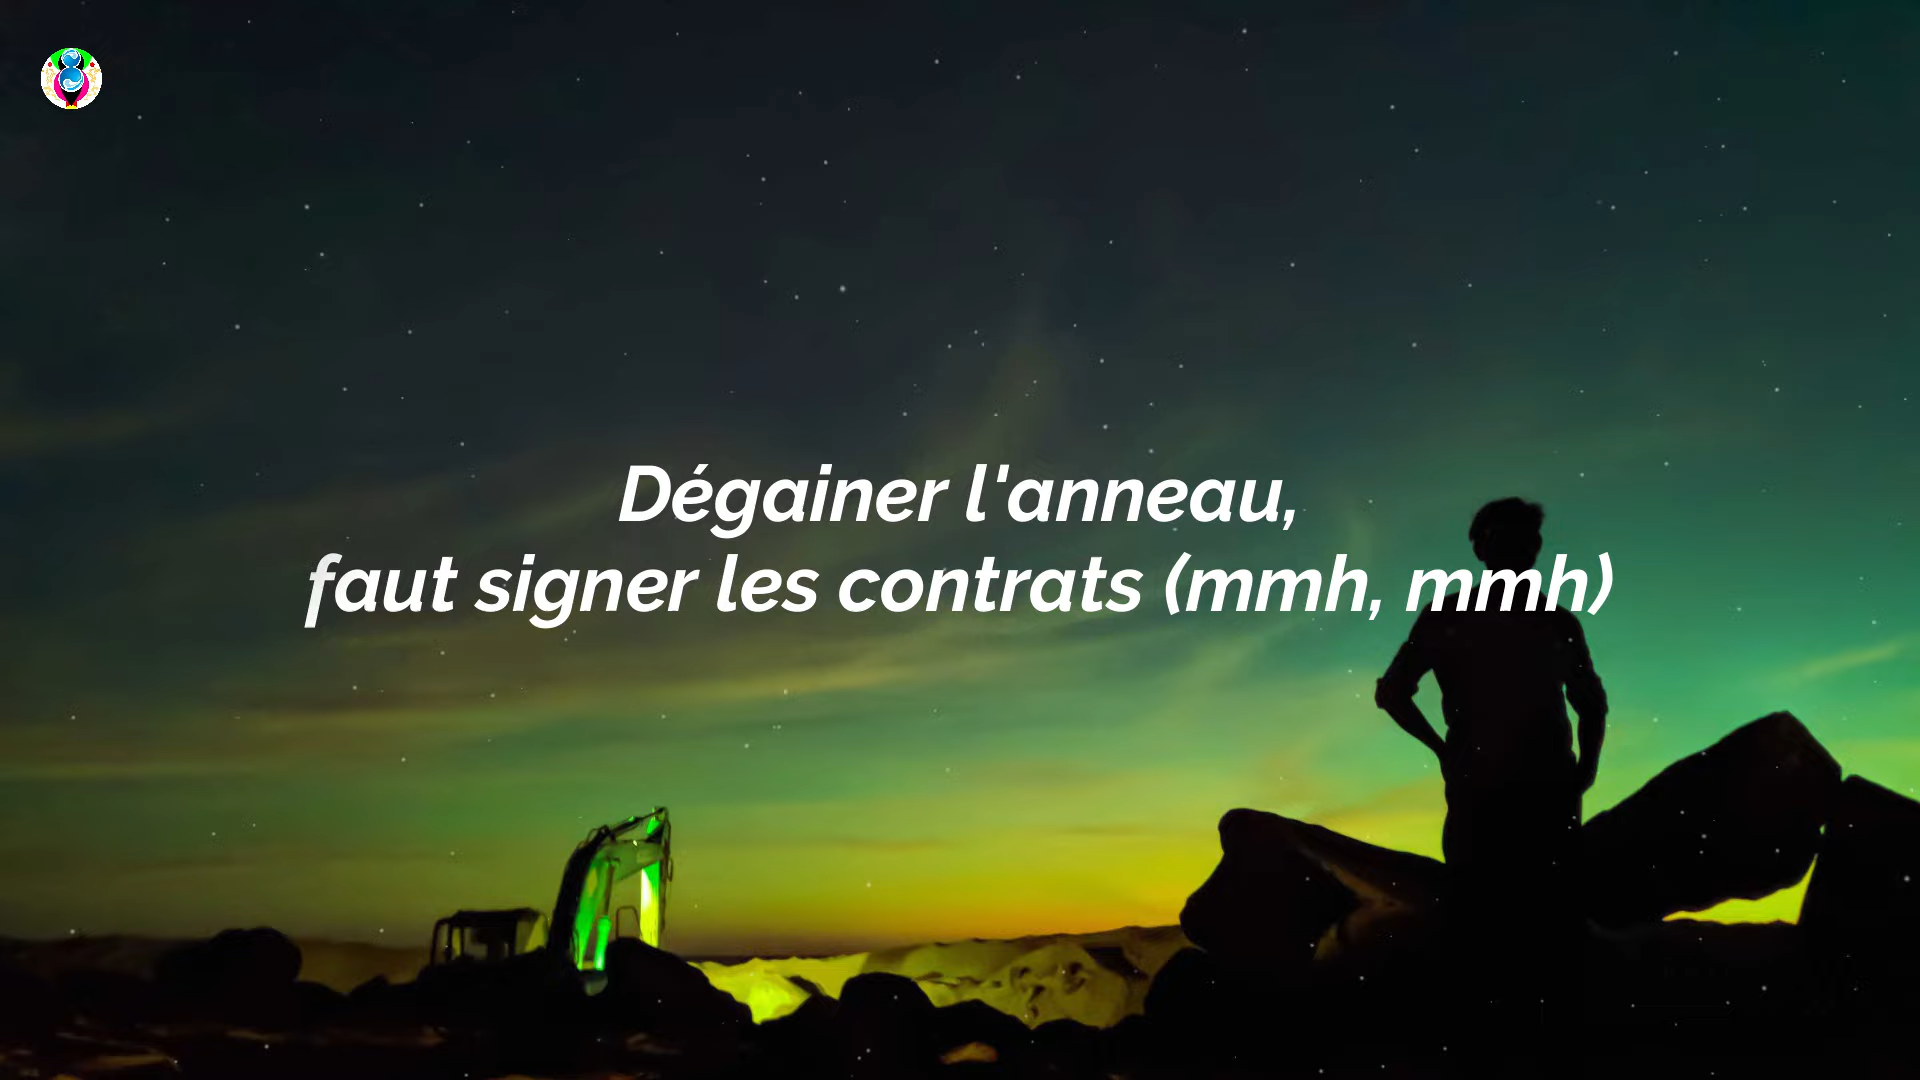 Dégainer l'anneau,
faut signer les contrats (mmh, mmh)